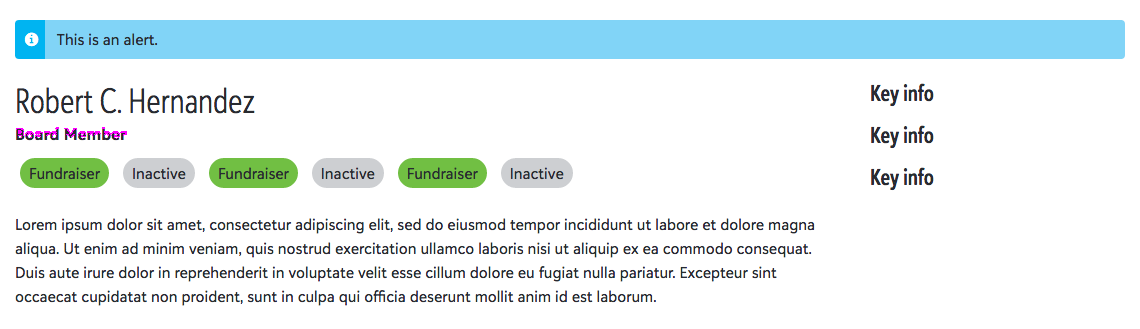 This is an alert.
Robert C. Hernandez
Board Member
Fundraiser Inactive Fundraiser Inactive Fundraiser Inactive
Lorem ipsum dolor sit amet, consectetur adipiscing elit, sed do eiusmod tempor incididunt ut labore et dolore magna
aliqua. Ut enim ad minim veniam, quis nostrud exercitation ullamco laboris nisi ut aliquip ex ea commodo consequat.
Duis aute irure dolor in reprehenderit in voluptate velit esse cillum dolore eu fugiat nulla pariatur. Excepteur sint
occaecat cupidatat non proident, sunt in culpa qui officia deserunt mollit anim id est laborum.
Key info
Key info
Key info